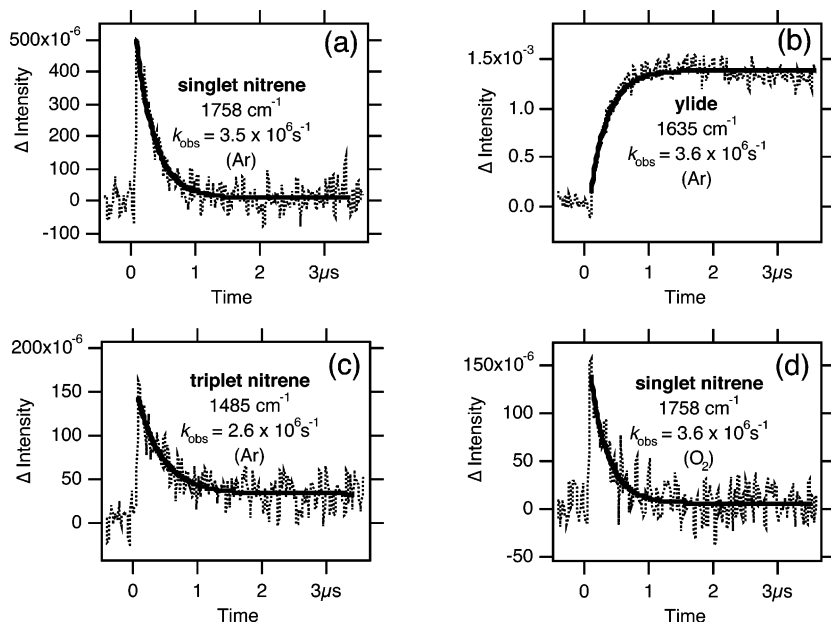 (a)
500x10-6
400
300
200
100
0
-100
Δ Intensity
singlet nitrene
1758 cm-1
kobs = 3.5 x 106s-1
(Ar)
0 1 2 3μs
Time
(b)
1.5x10-3
1.0
0.5
0.0
Δ Intensity
ylide
1635 cm-1
kobs = 3.6 x 106s-1
(Ar)
0 1 2 3μs
Time
(c)
200x10-6
150
100
50
0
Δ Intensity
triplet nitrene
1485 cm-1
kobs = 2.6 x 106s-1
(Ar)
0 1 2 3μs
Time
(d)
150x10-6
100
50
0
-50
Δ Intensity
singlet nitrene
1758 cm-1
kobs = 3.6 x 106s-1
(O2)
0 1 2 3μs
Time